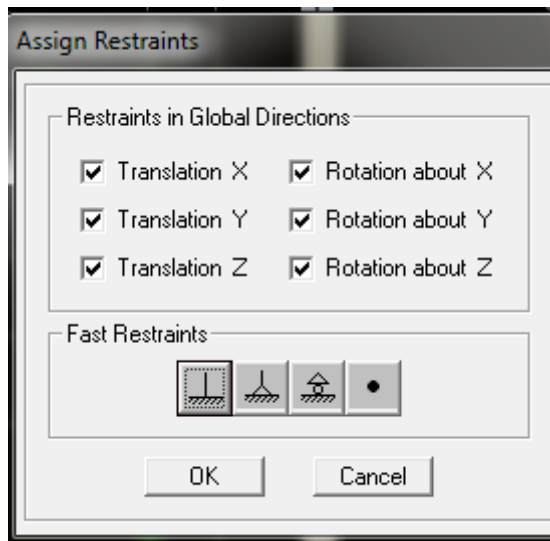 Assign Restraints
Restraints in Global Directions
Translation X
Rotation about X
Translation Y
Rotation about Y
Translation Z
Rotation about Z
Fast Restraints
OK
Cancel